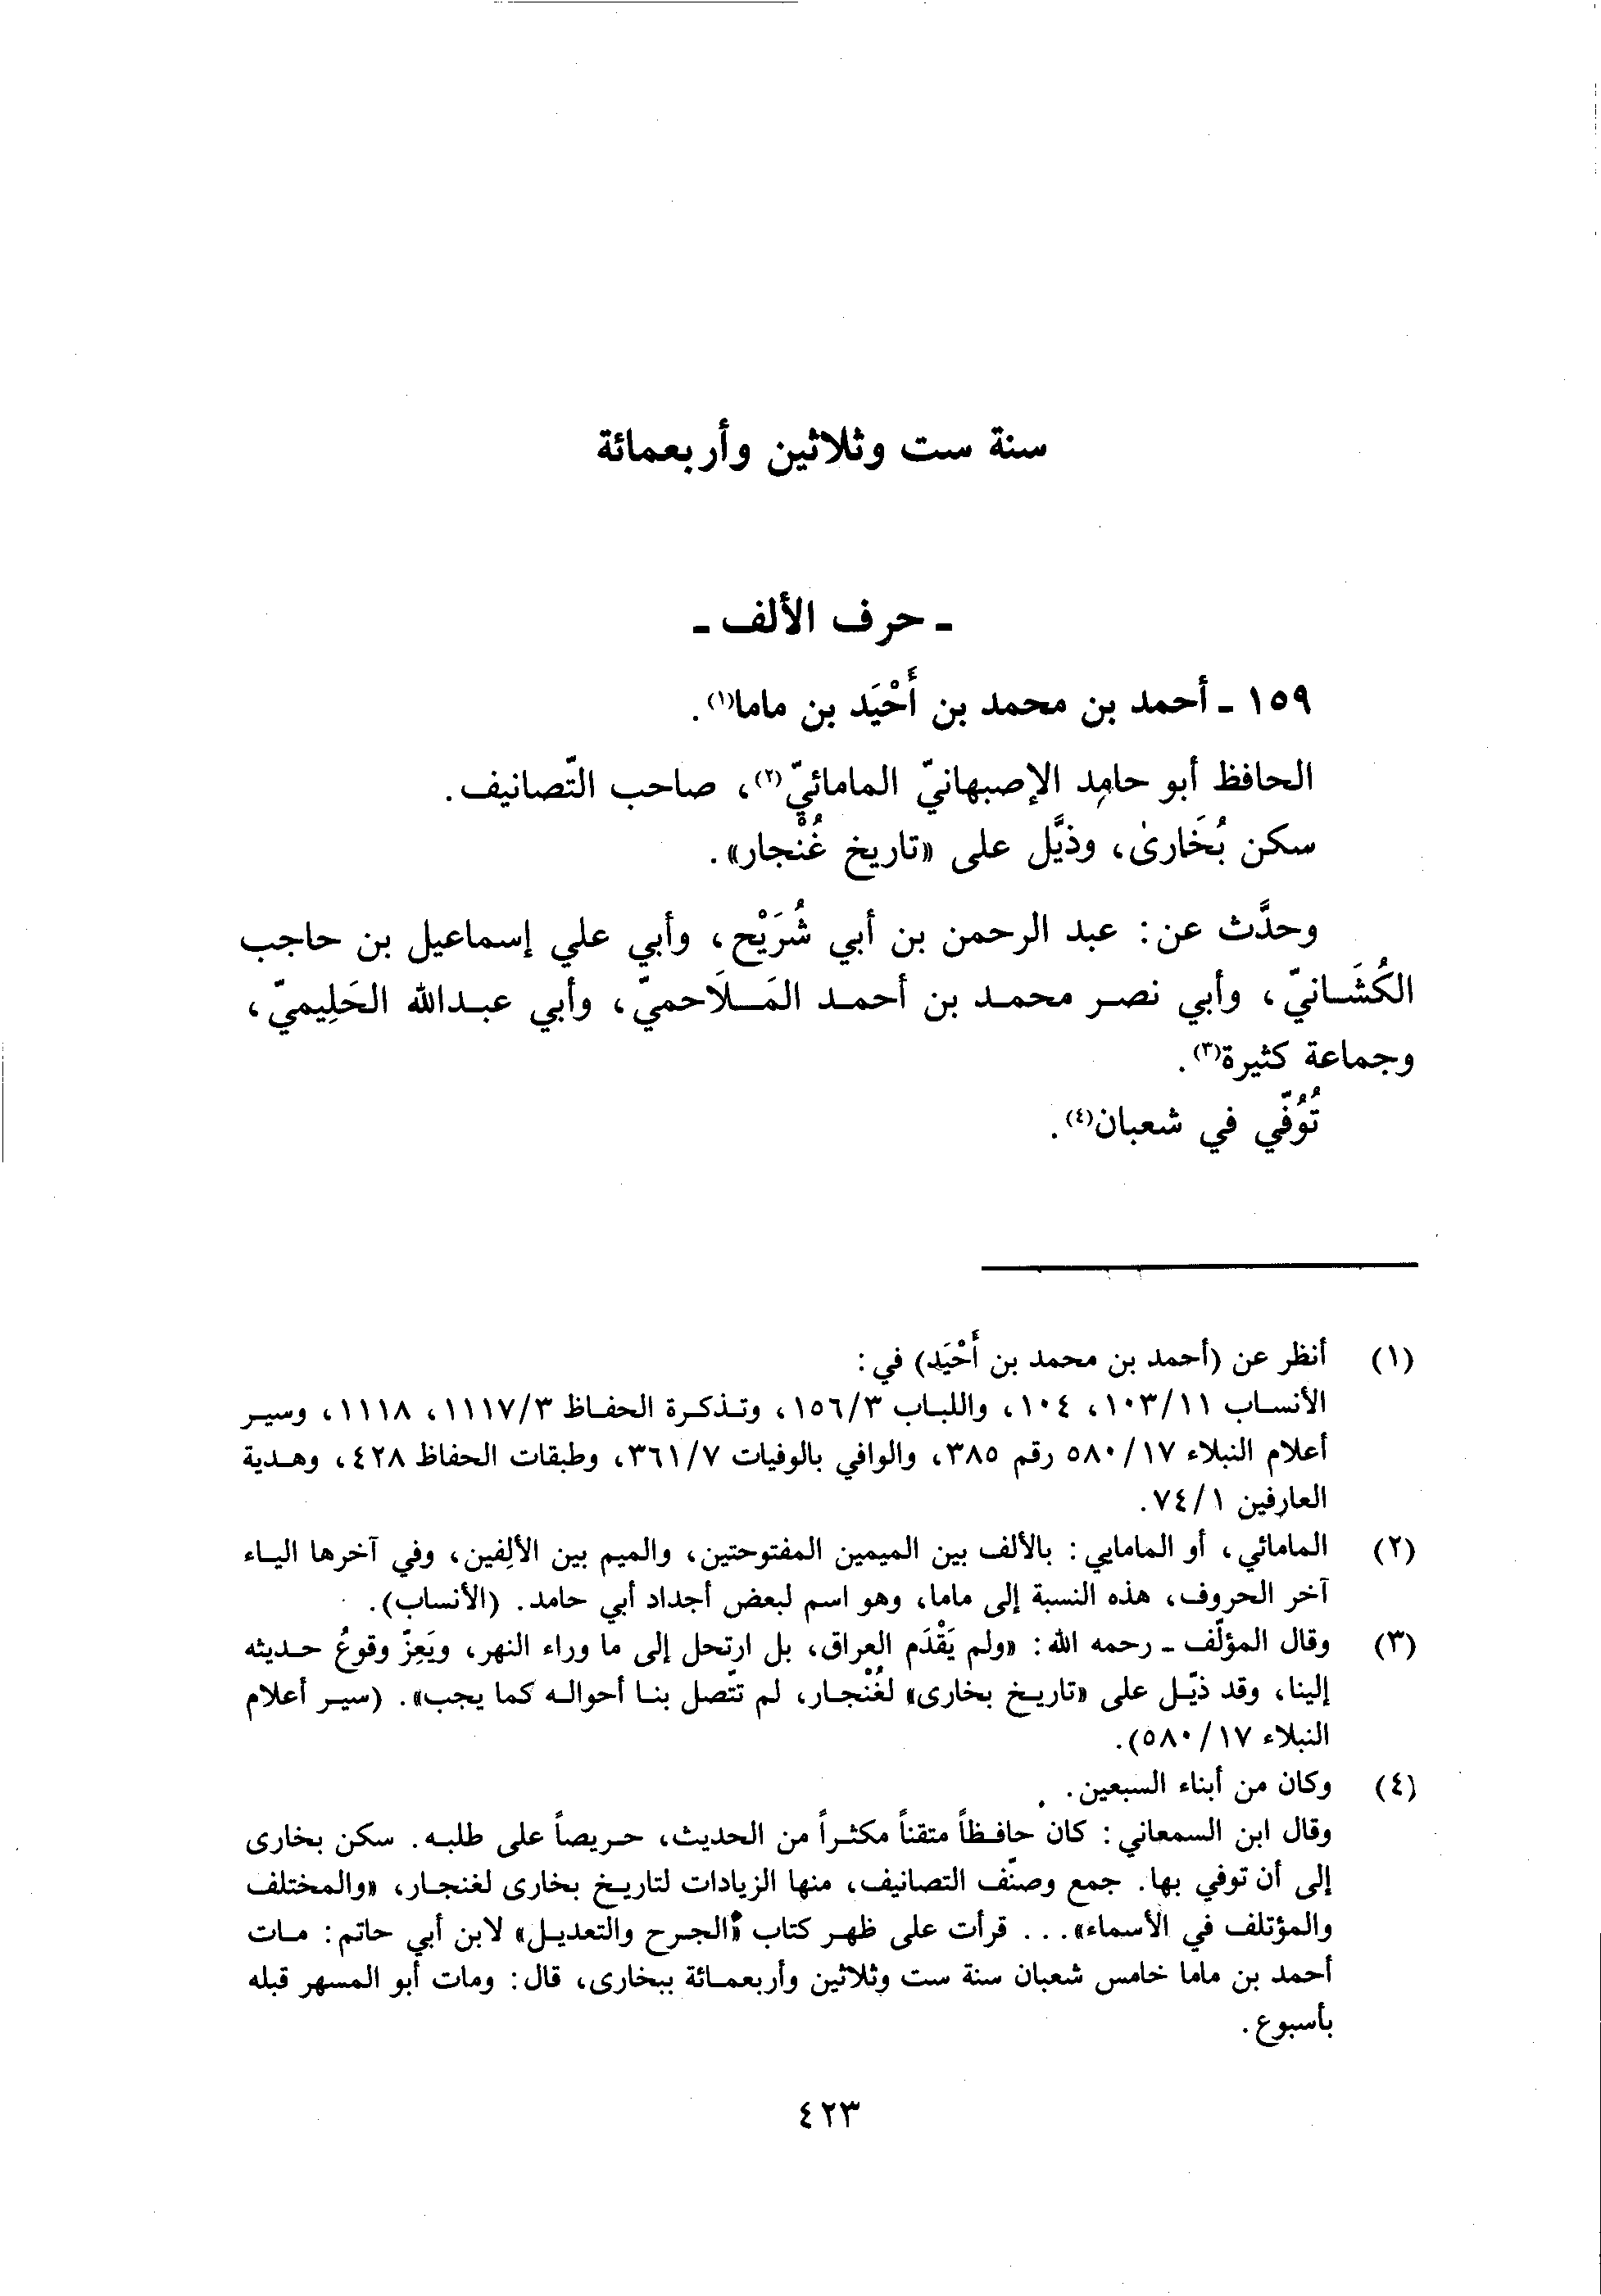 سنة ست وثلاثين وأربعمائة
ـ حرف الألف ـ
١٥٩ ـ أحمد بن محمد بن أَحْيَد بن ماما(١).
الحافظ أبو حامِد الإصبهانيّ المامائيّ(٢)، صاحب التّصانيف.
سكن بُخَارىٰ، وذيَّل على «تاريخ غُنْجار».
وحدَّث عن: عبد الرحمن بن أبي شُرَيْح، وأبي علي إسماعيل بن حاجب
الكُشَانيّ، وأبي نصر محمد بن أحمد المَلَاحميّ، وأبي عبدالله الحَلِيميّ،
وجماعة كثيرة(٣).
تُوُفّي في شعبان(٤).
(١) أنظر عن (أحمد بن محمد بن أَحْيَد) في:
الأنساب ١٠٣/١١، ١٠٤، واللباب ١٥٦/٣، وتذكرة الحفاظ ١١١٧/٣، ١١١٨، وسير
أعلام النبلاء ٥٨٠/١٧ رقم ٣٨٥، والوافي بالوفيات ٣٦١/٧، وطبقات الحفاظ ٤٢٨، وهدية
العارفين ٧٤/١.
(٢) المامائي، أو المامايي: بالألف بين الميمين المفتوحتين، والميم بين الألِفين، وفي آخرها الياء
آخر الحروف، هذه النسبة إلى ماما، وهو اسم لبعض أجداد أبي حامد. (الأنساب).
(٣) وقال المؤلّف ـ رحمه الله: «ولم يَقْدَم العراق، بل ارتحل إلى ما وراء النهر، ويَعِزّ وقوعُ حديثه
إلينا، وقد ذيّل على «تاريخ بخارى» لغُنْجار، لم تتّصل بنا أحواله كما يجب». (سير أعلام
النبلاء ٥٨٠/١٧).
(٤) وكان من أبناء السبعين.
وقال ابن السمعاني: كان حافظاً متقناً مكثراً من الحديث، حريصاً على طلبه. سكن بخارى
إلى أن توفي بها. جمع وصنّف التصانيف، منها الزيادات لتاريخ بخارى لغنجار، «والمختلف
والمؤتلف في الأسماء»... قرأت على ظهر كتاب «الجرح والتعديل» لابن أبي حاتم: مات
أحمد بن ماما خامس شعبان سنة ست وثلاثين وأربعمائة ببخارى، قال: ومات أبو المسهر قبله
بأسبوع.
٤٢٣